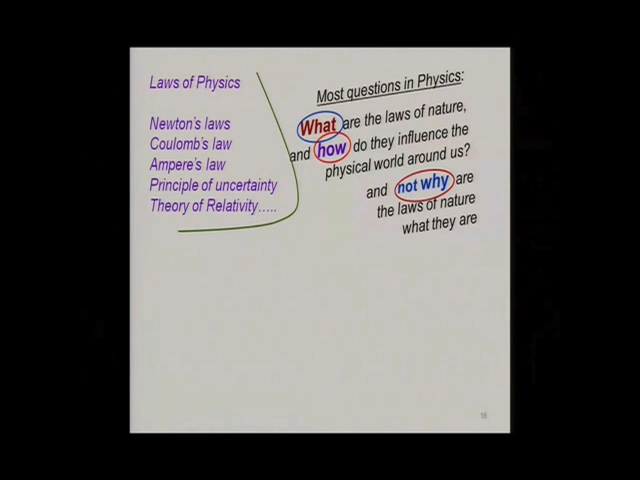 Laws of Physics
Newton's laws
Coulomb's law
Ampere's law
Principle of uncertainty
Theory of Relativity.....
Most questions in Physics:
What are the laws of nature,
and how do they influence the
physical world around us?
and not why are
the laws of nature
what they are
16